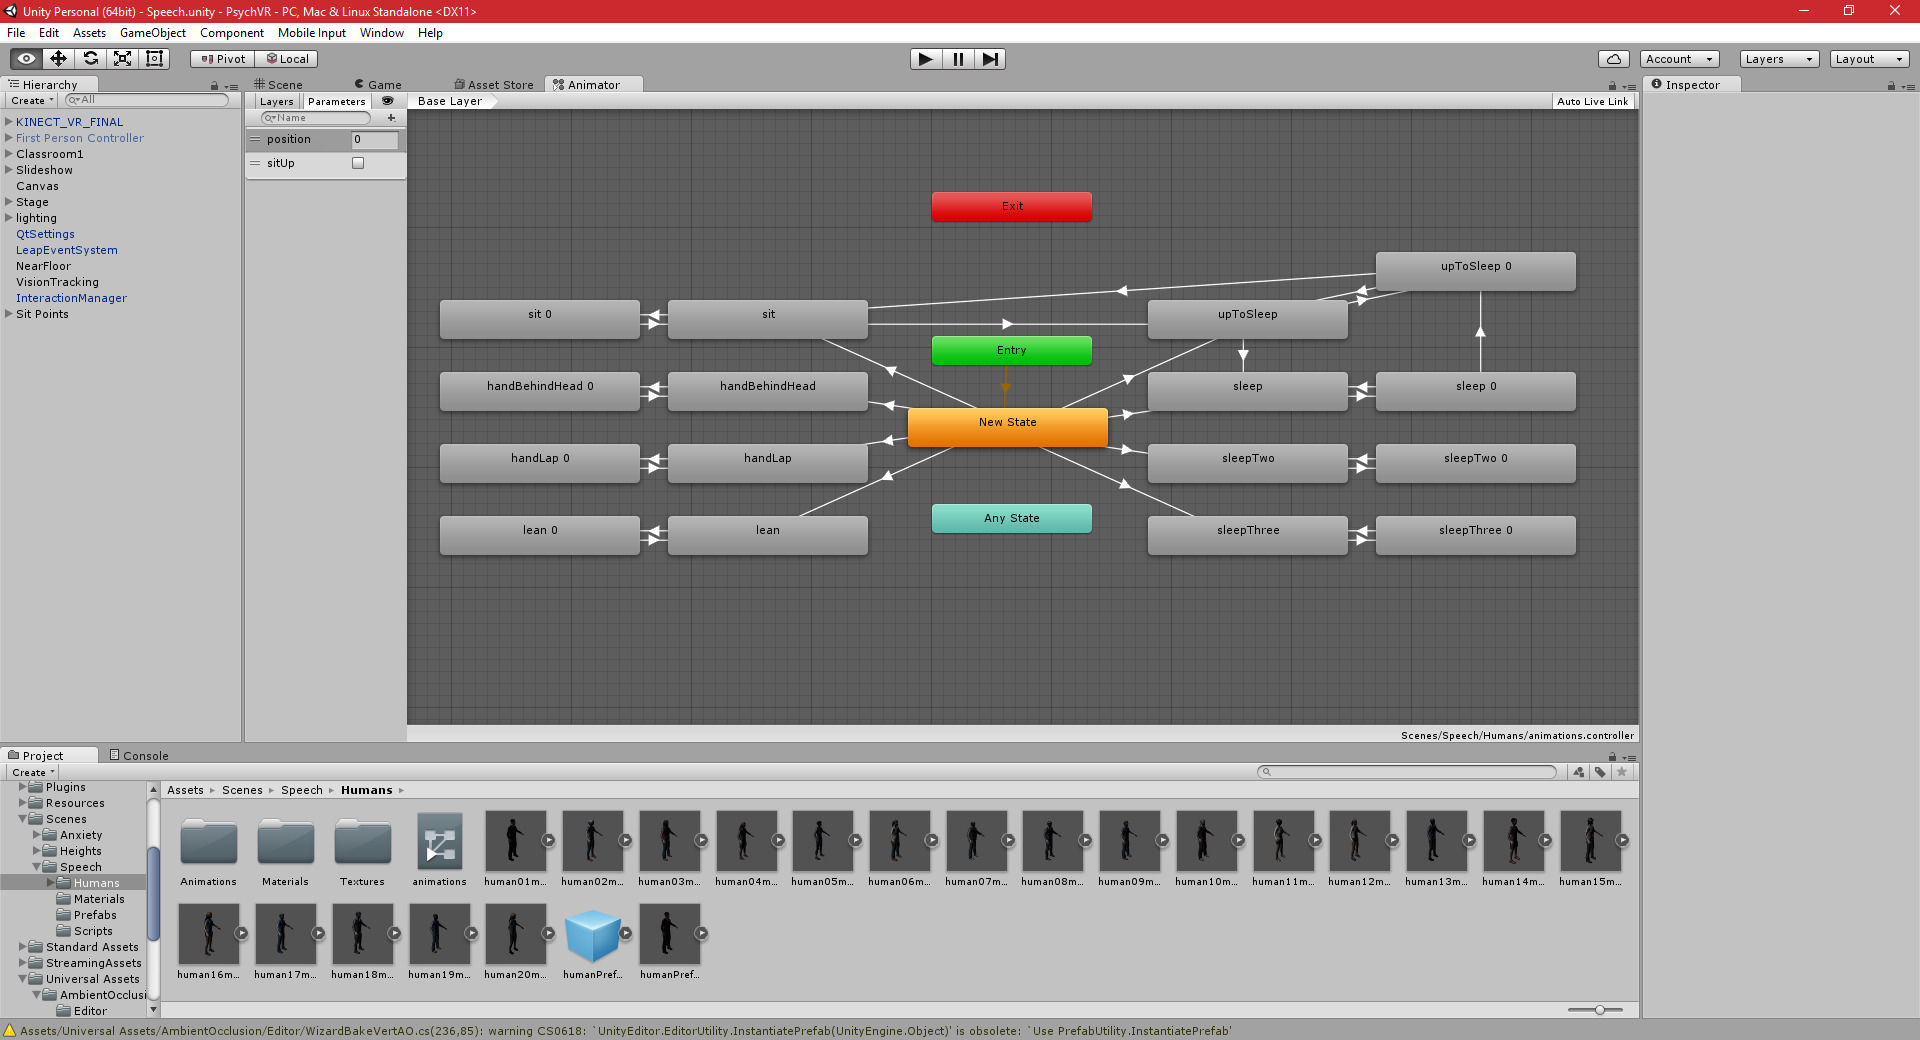 Unity Personal (64bit) - Speech.unity - PsychVR - PC, Mac & Linux Standalone <DX11>
File Edit Assets GameObject Component Mobile Input Window Help
Pivot Local Account Layers Layout
Hierarchy
Create All
KINECT_VR_FINAL
First Person Controller
Classroom1
Slideshow
Canvas
Stage
lighting
QtSettings
LeapEventSystem
NearFloor
VisionTracking
InteractionManager
Sit Points
Scene Game Asset Store Animator
Layers Parameters Base Layer Auto Live Link
Name
position 0
sitUp
Exit
upToSleep 0
sit 0 sit upToSleep
Entry
handBehindHead 0 handBehindHead sleep sleep 0
New State
handLap 0 handLap sleepTwo sleepTwo 0
Any State
lean 0 lean sleepThree sleepThree 0
Scenes/Speech/Humans/animations.controller
Inspector
Project Console
Create
Plugins
Resources
Scenes
Anxiety
Heights
Speech
Humans
Materials
Prefabs
Scripts
Standard Assets
StreamingAssets
Universal Assets
AmbientOcclusi
Editor
Assets Scenes Speech Humans
Animations Materials Textures animations human01m... human02m... human03m... human04m... human05m... human06m... human07m... human08m... human09m... human10m... human11m... human12m... human13m... human14m... human15m...
human16m... human17m... human18m... human19m... human20m... humanPref... humanPref...
Assets/Universal Assets/AmbientOcclusion/Editor/WizardBakeVertAO.cs(236,85): warning CS0618: `UnityEditor.EditorUtility.InstantiatePrefab(UnityEngine.Object)' is obsolete: `Use PrefabUtility.InstantiatePrefab'